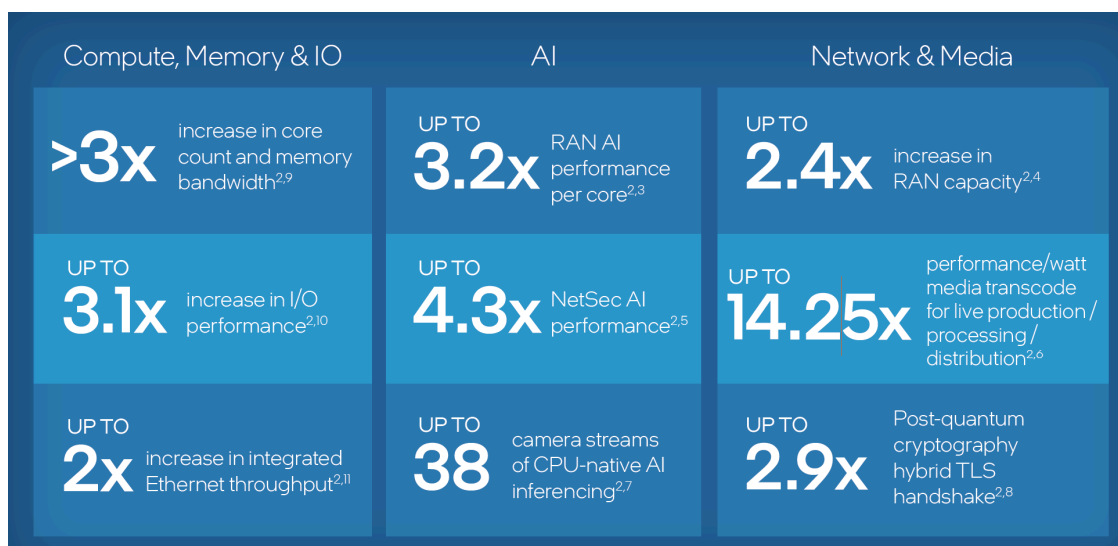 Compute, Memory & IO
>3x
increase in core
count and memory
bandwidth2,9
UP TO
3.1x
increase in I/O
performance2,10
UP TO
2x
increase in integrated
Ethernet throughput2,11
AI
UP TO
3.2x
RAN AI
performance
per core2,3
UP TO
4.3x
NetSec AI
performance2,5
UP TO
38
camera streams
of CPU-native AI
inferencing2,7
Network & Media
UP TO
2.4x
increase in
RAN capacity2,4
UP TO
14.25x
performance/watt
media transcode
for live production /
processing /
distribution2,6
UP TO
2.9x
Post-quantum
cryptography
hybrid TLS
handshake2,8